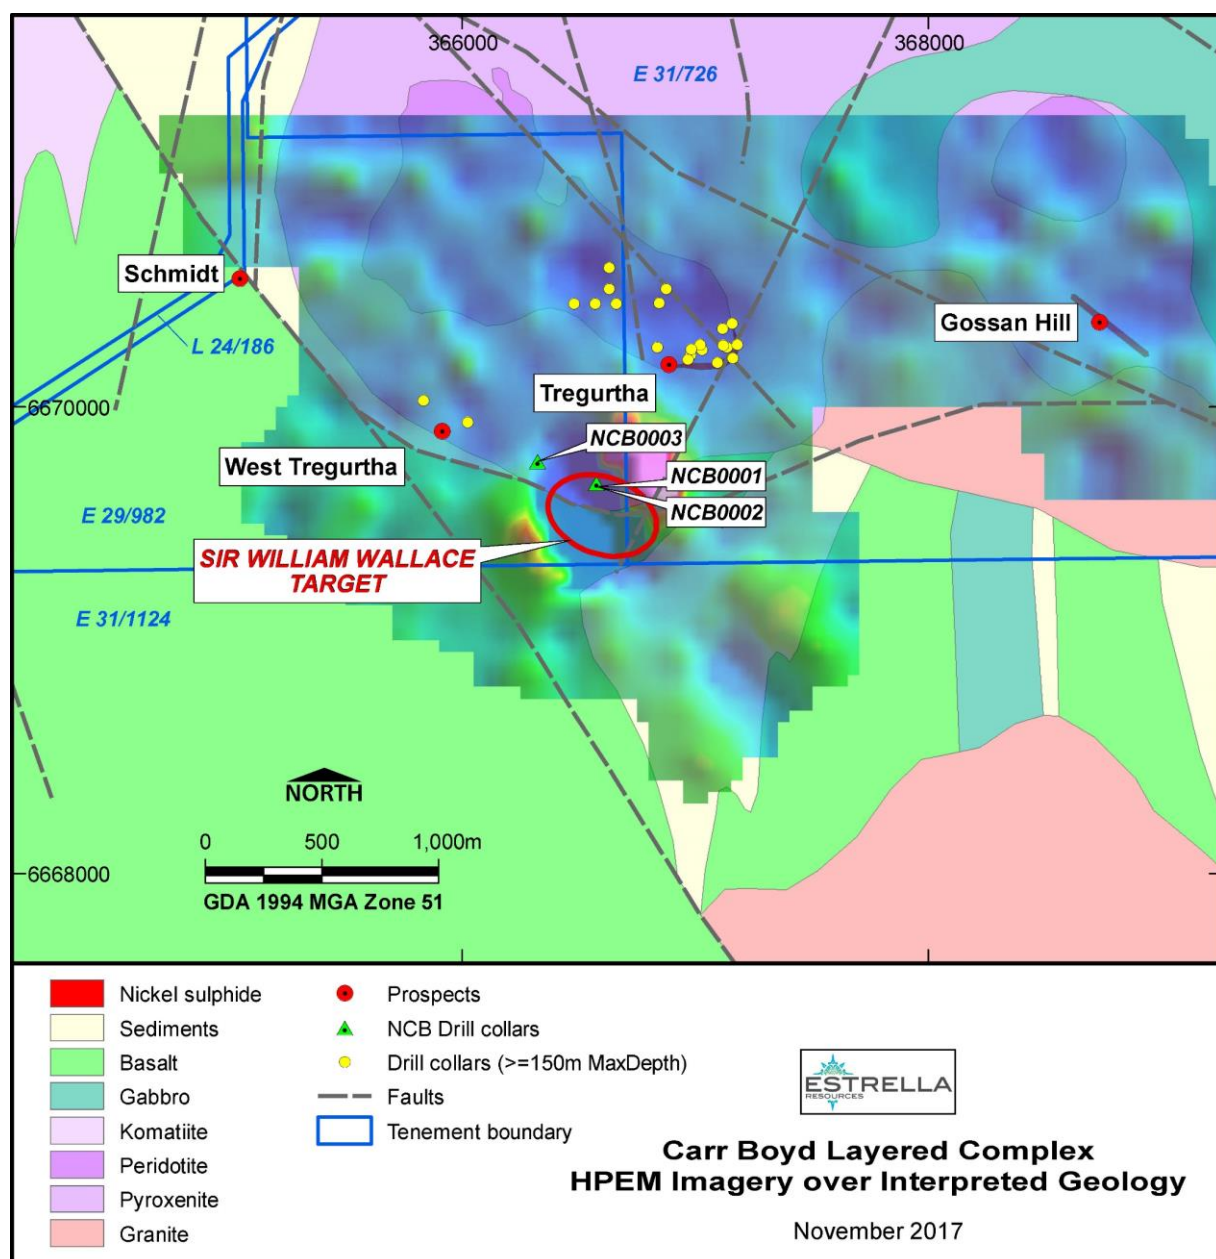 366000
368000
E 31/726
Schmidt
L 24/186
Gossan Hill
6670000
Tregurtha
NCB0003
West Tregurtha
NCB0001
NCB0002
E 29/982
SIR WILLIAM WALLACE
TARGET
E 31/1124
NORTH
0 500 1,000m
6668000
GDA 1994 MGA Zone 51
Nickel sulphide
Sediments
Basalt
Gabbro
Komatiite
Peridotite
Pyroxenite
Granite
Prospects
NCB Drill collars
Drill collars (>=150m MaxDepth)
Faults
Tenement boundary
ESTRELLA
RESOURCES
Carr Boyd Layered Complex
HPEM Imagery over Interpreted Geology
November 2017